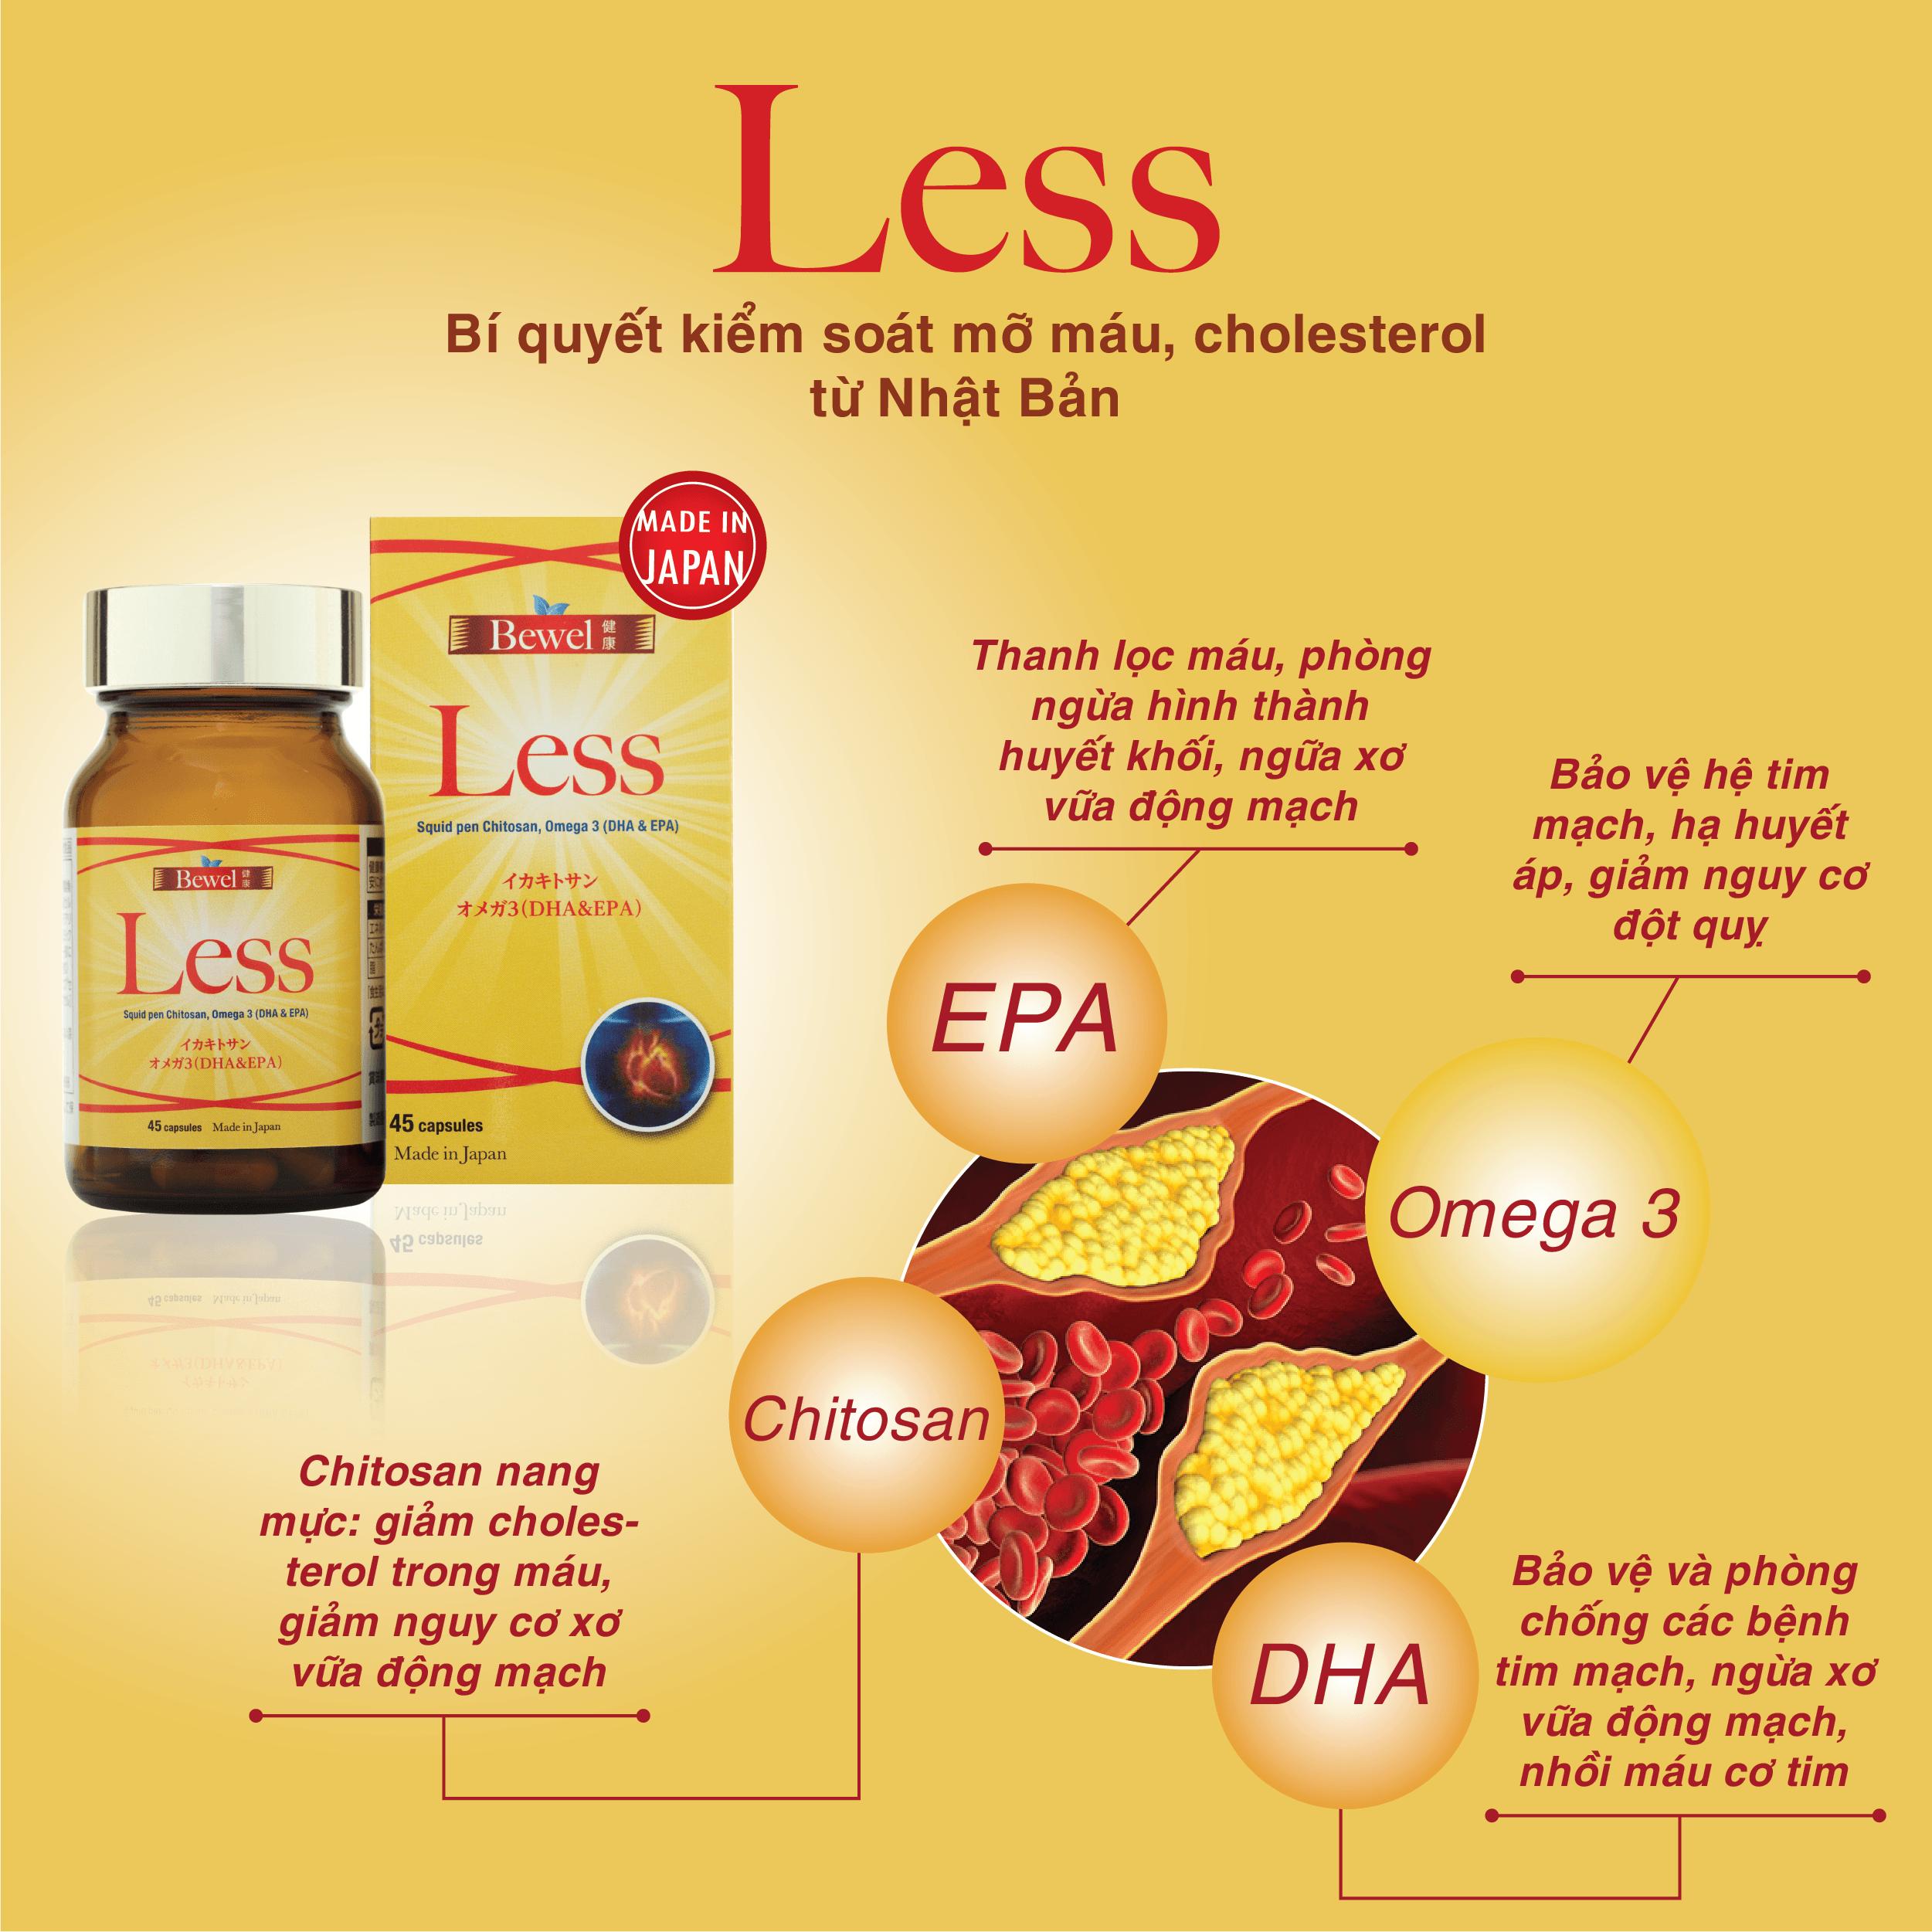 Less
Bí quyết kiểm soát mỡ máu, cholesterol
từ Nhật Bản
MADE IN
JAPAN
Bewel 健康
Less
Squid pen Chitosan, Omega 3 (DHA & EPA)
イカキトサン
オメガ3(DHA&EPA)
45 capsules
Made in Japan
Bewel 健康
Less
Squid pen Chitosan, Omega 3 (DHA & EPA)
イカキトサン
オメガ3(DHA&EPA)
45 capsules Made in Japan
Thanh lọc máu, phòng
ngừa hình thành
huyết khối, ngữa xơ
vữa động mạch
EPA
Bảo vệ hệ tim
mạch, hạ huyết
áp, giảm nguy cơ
đột quỵ
Omega 3
Chitosan
Chitosan nang
mực: giảm choles-
terol trong máu,
giảm nguy cơ xơ
vữa động mạch
DHA
Bảo vệ và phòng
chống các bệnh
tim mạch, ngừa xơ
vữa động mạch,
nhồi máu cơ tim